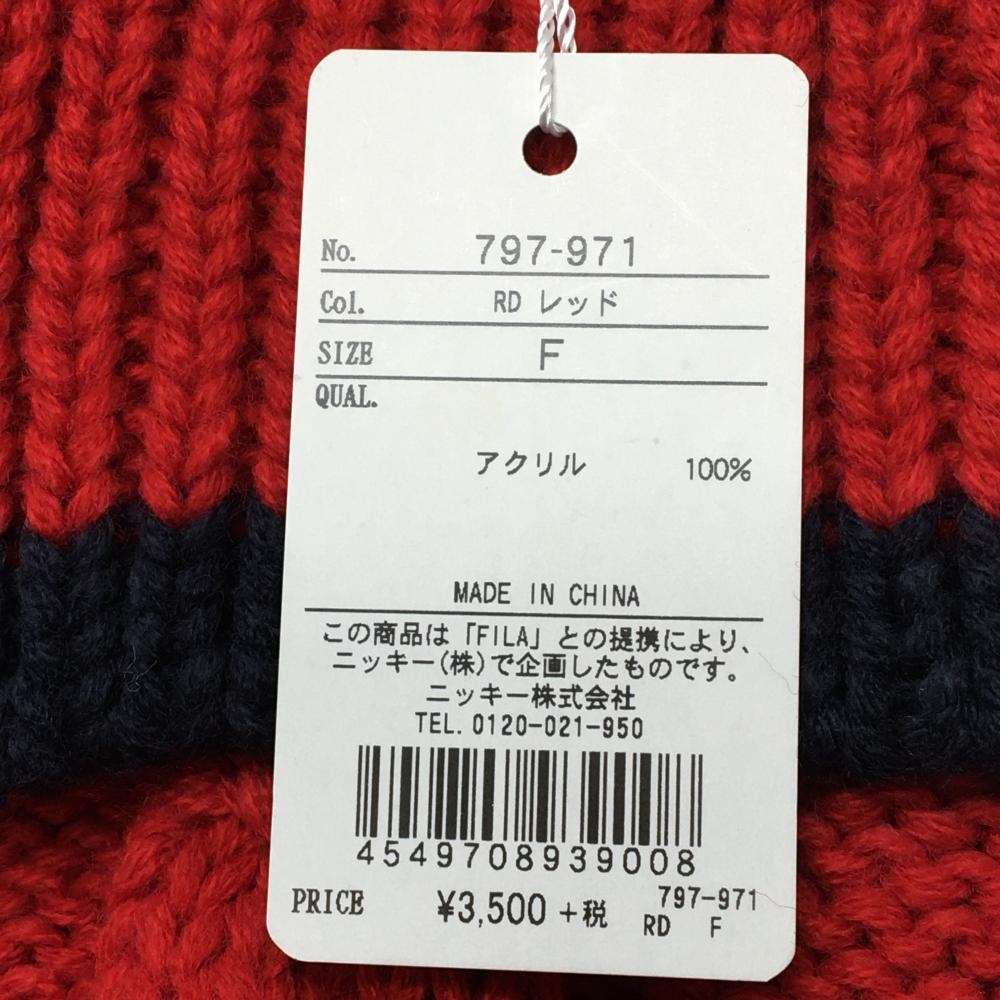 No. 797-971
Col. RD レッド
SIZE F
QUAL.
アクリル 100%
MADE IN CHINA
この商品は「FILA」との提携により、
ニッキー(株)で企画したものです。
ニッキー株式会社
TEL. 0120-021-950
4549708939008
PRICE ¥3,500 +税 797-971
RD F